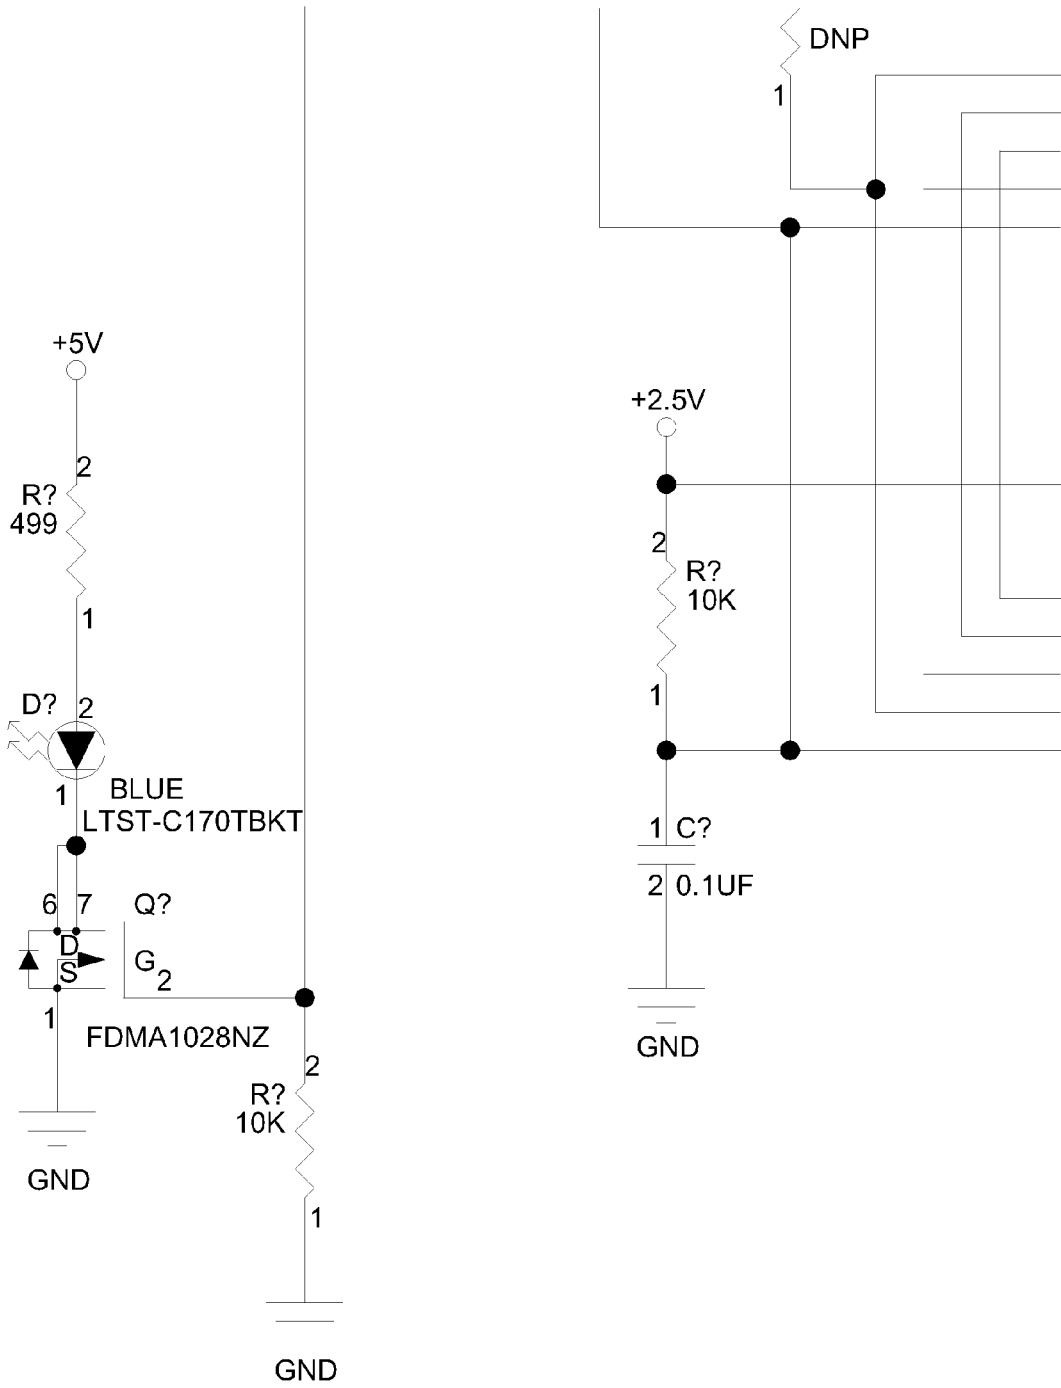 DNP
1
+5V
+2.5V
2
R?
499
2
R?
10K
1
1
D?
2
1
BLUE
LTST-C170TBKT
1
C?
2
0.1UF
6
7
Q?
D
G
S
2
1
FDMA1028NZ
GND
2
R?
10K
GND
1
GND